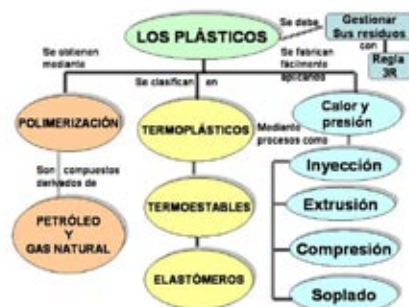 LOS PLÁSTICOS
Se debe
Gestionar
Sus residuos
con
Regla
3R
Se obtienen
mediante
Se clasifican en
Se fabrican
fácilmente
aplicando
POLIMERIZACIÓN
TERMOPLÁSTICOS
Calor y
presión
Mediante
procesos como
Son compuestos
derivados de
PETRÓLEO
Y
GAS NATURAL
TERMOESTABLES
ELASTÓMEROS
Inyección
Extrusión
Compresión
Soplado